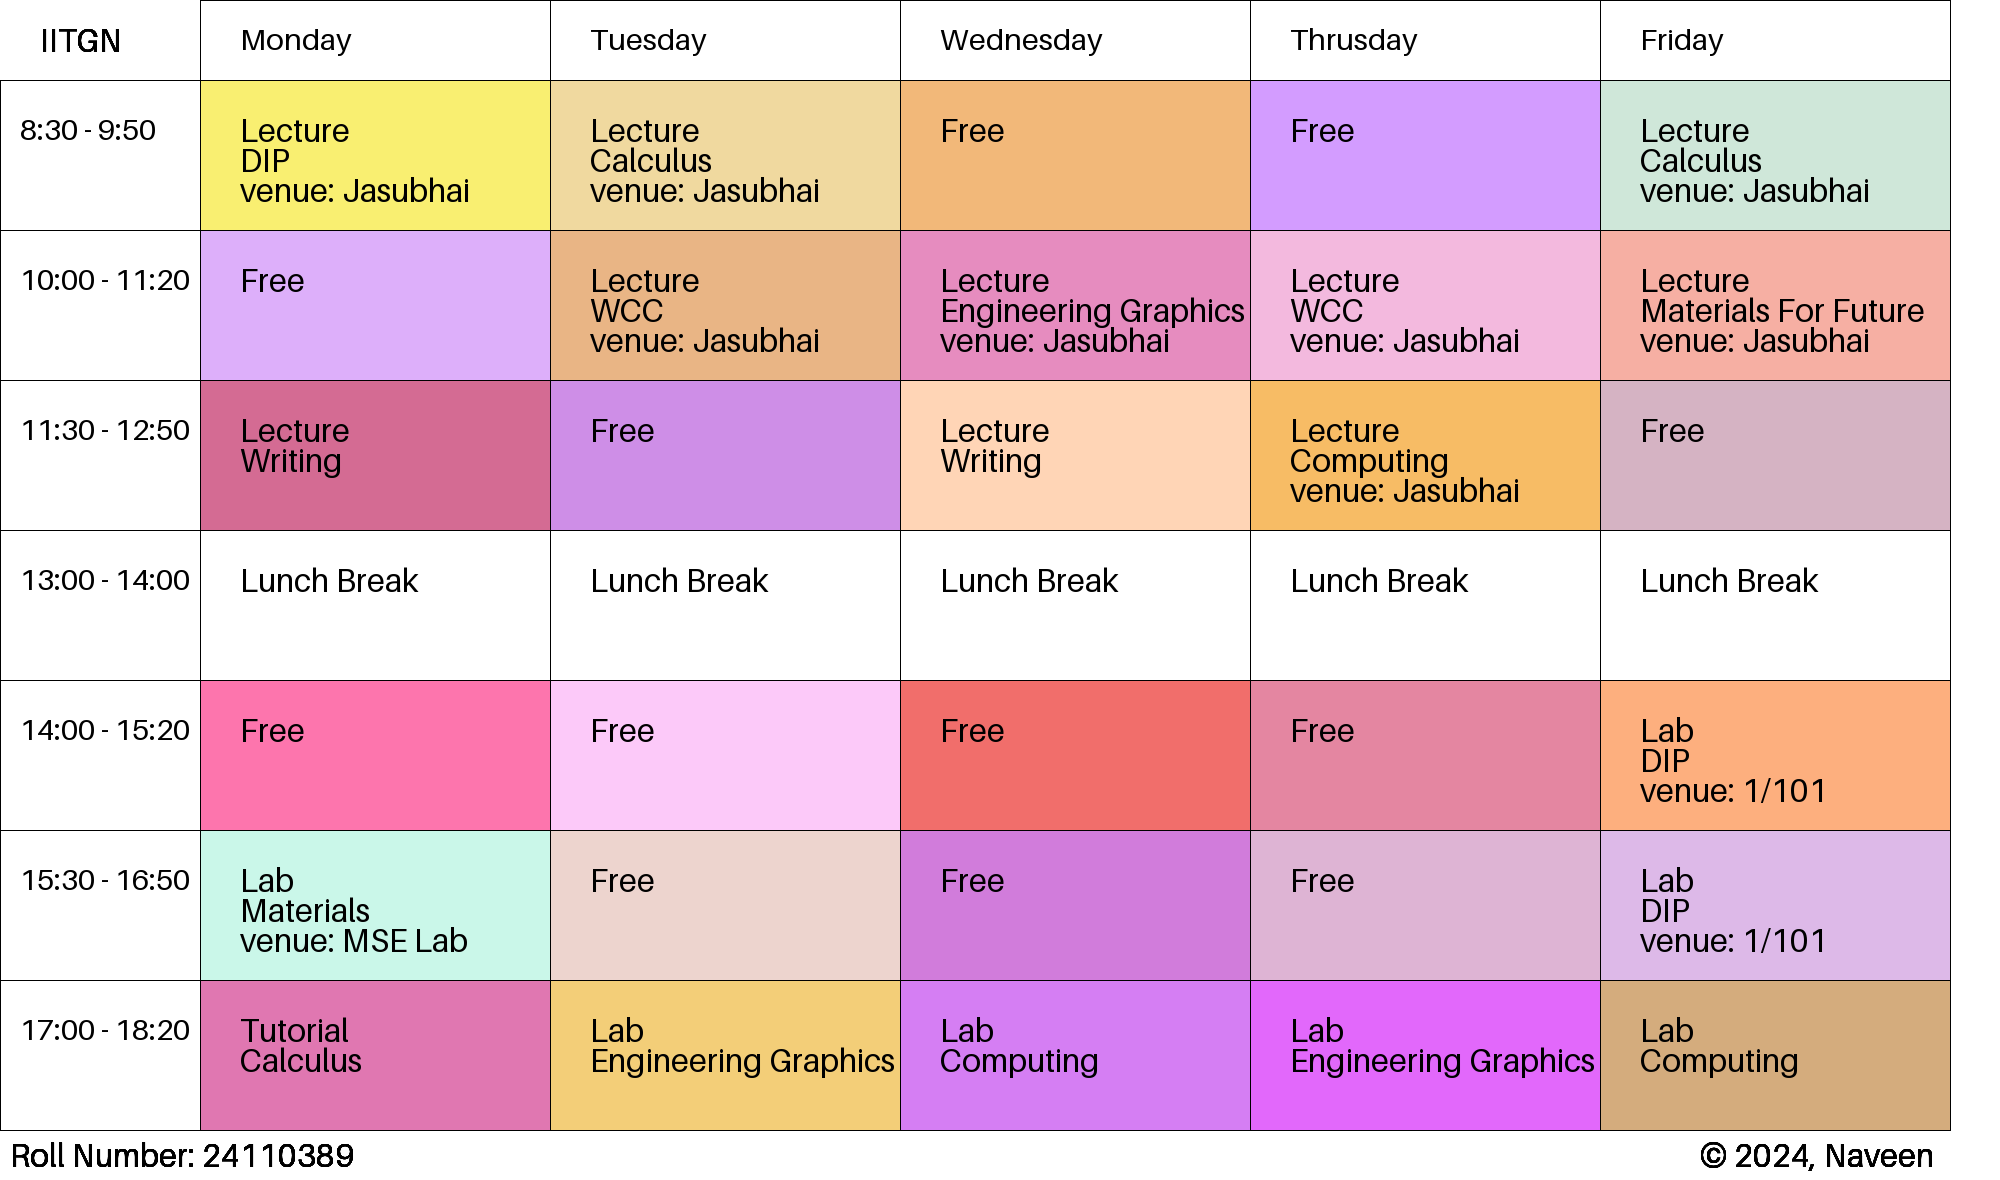 IITGN Monday Tuesday Wednesday Thrusday Friday
8:30 - 9:50
Lecture
DIP
venue: Jasubhai
Lecture
Calculus
venue: Jasubhai
Free
Free
Lecture
Calculus
venue: Jasubhai
10:00 - 11:20
Free
Lecture
WCC
venue: Jasubhai
Lecture
Engineering Graphics
venue: Jasubhai
Lecture
WCC
venue: Jasubhai
Lecture
Materials For Future
venue: Jasubhai
11:30 - 12:50
Lecture
Writing
Free
Lecture
Writing
Lecture
Computing
venue: Jasubhai
Free
13:00 - 14:00
Lunch Break
Lunch Break
Lunch Break
Lunch Break
Lunch Break
14:00 - 15:20
Free
Free
Free
Free
Lab
DIP
venue: 1/101
15:30 - 16:50
Lab
Materials
venue: MSE Lab
Free
Free
Free
Lab
DIP
venue: 1/101
17:00 - 18:20
Tutorial
Calculus
Lab
Engineering Graphics
Lab
Computing
Lab
Engineering Graphics
Lab
Computing
Roll Number: 24110389
© 2024, Naveen